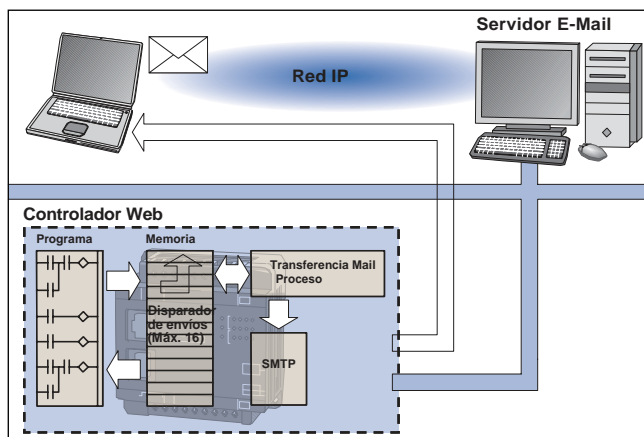 Servidor E-Mail
Red IP
Controlador Web
Programa
Memoria
Transferencia Mail
Proceso
Disparador
de envíos
(Máx. 16)
SMTP